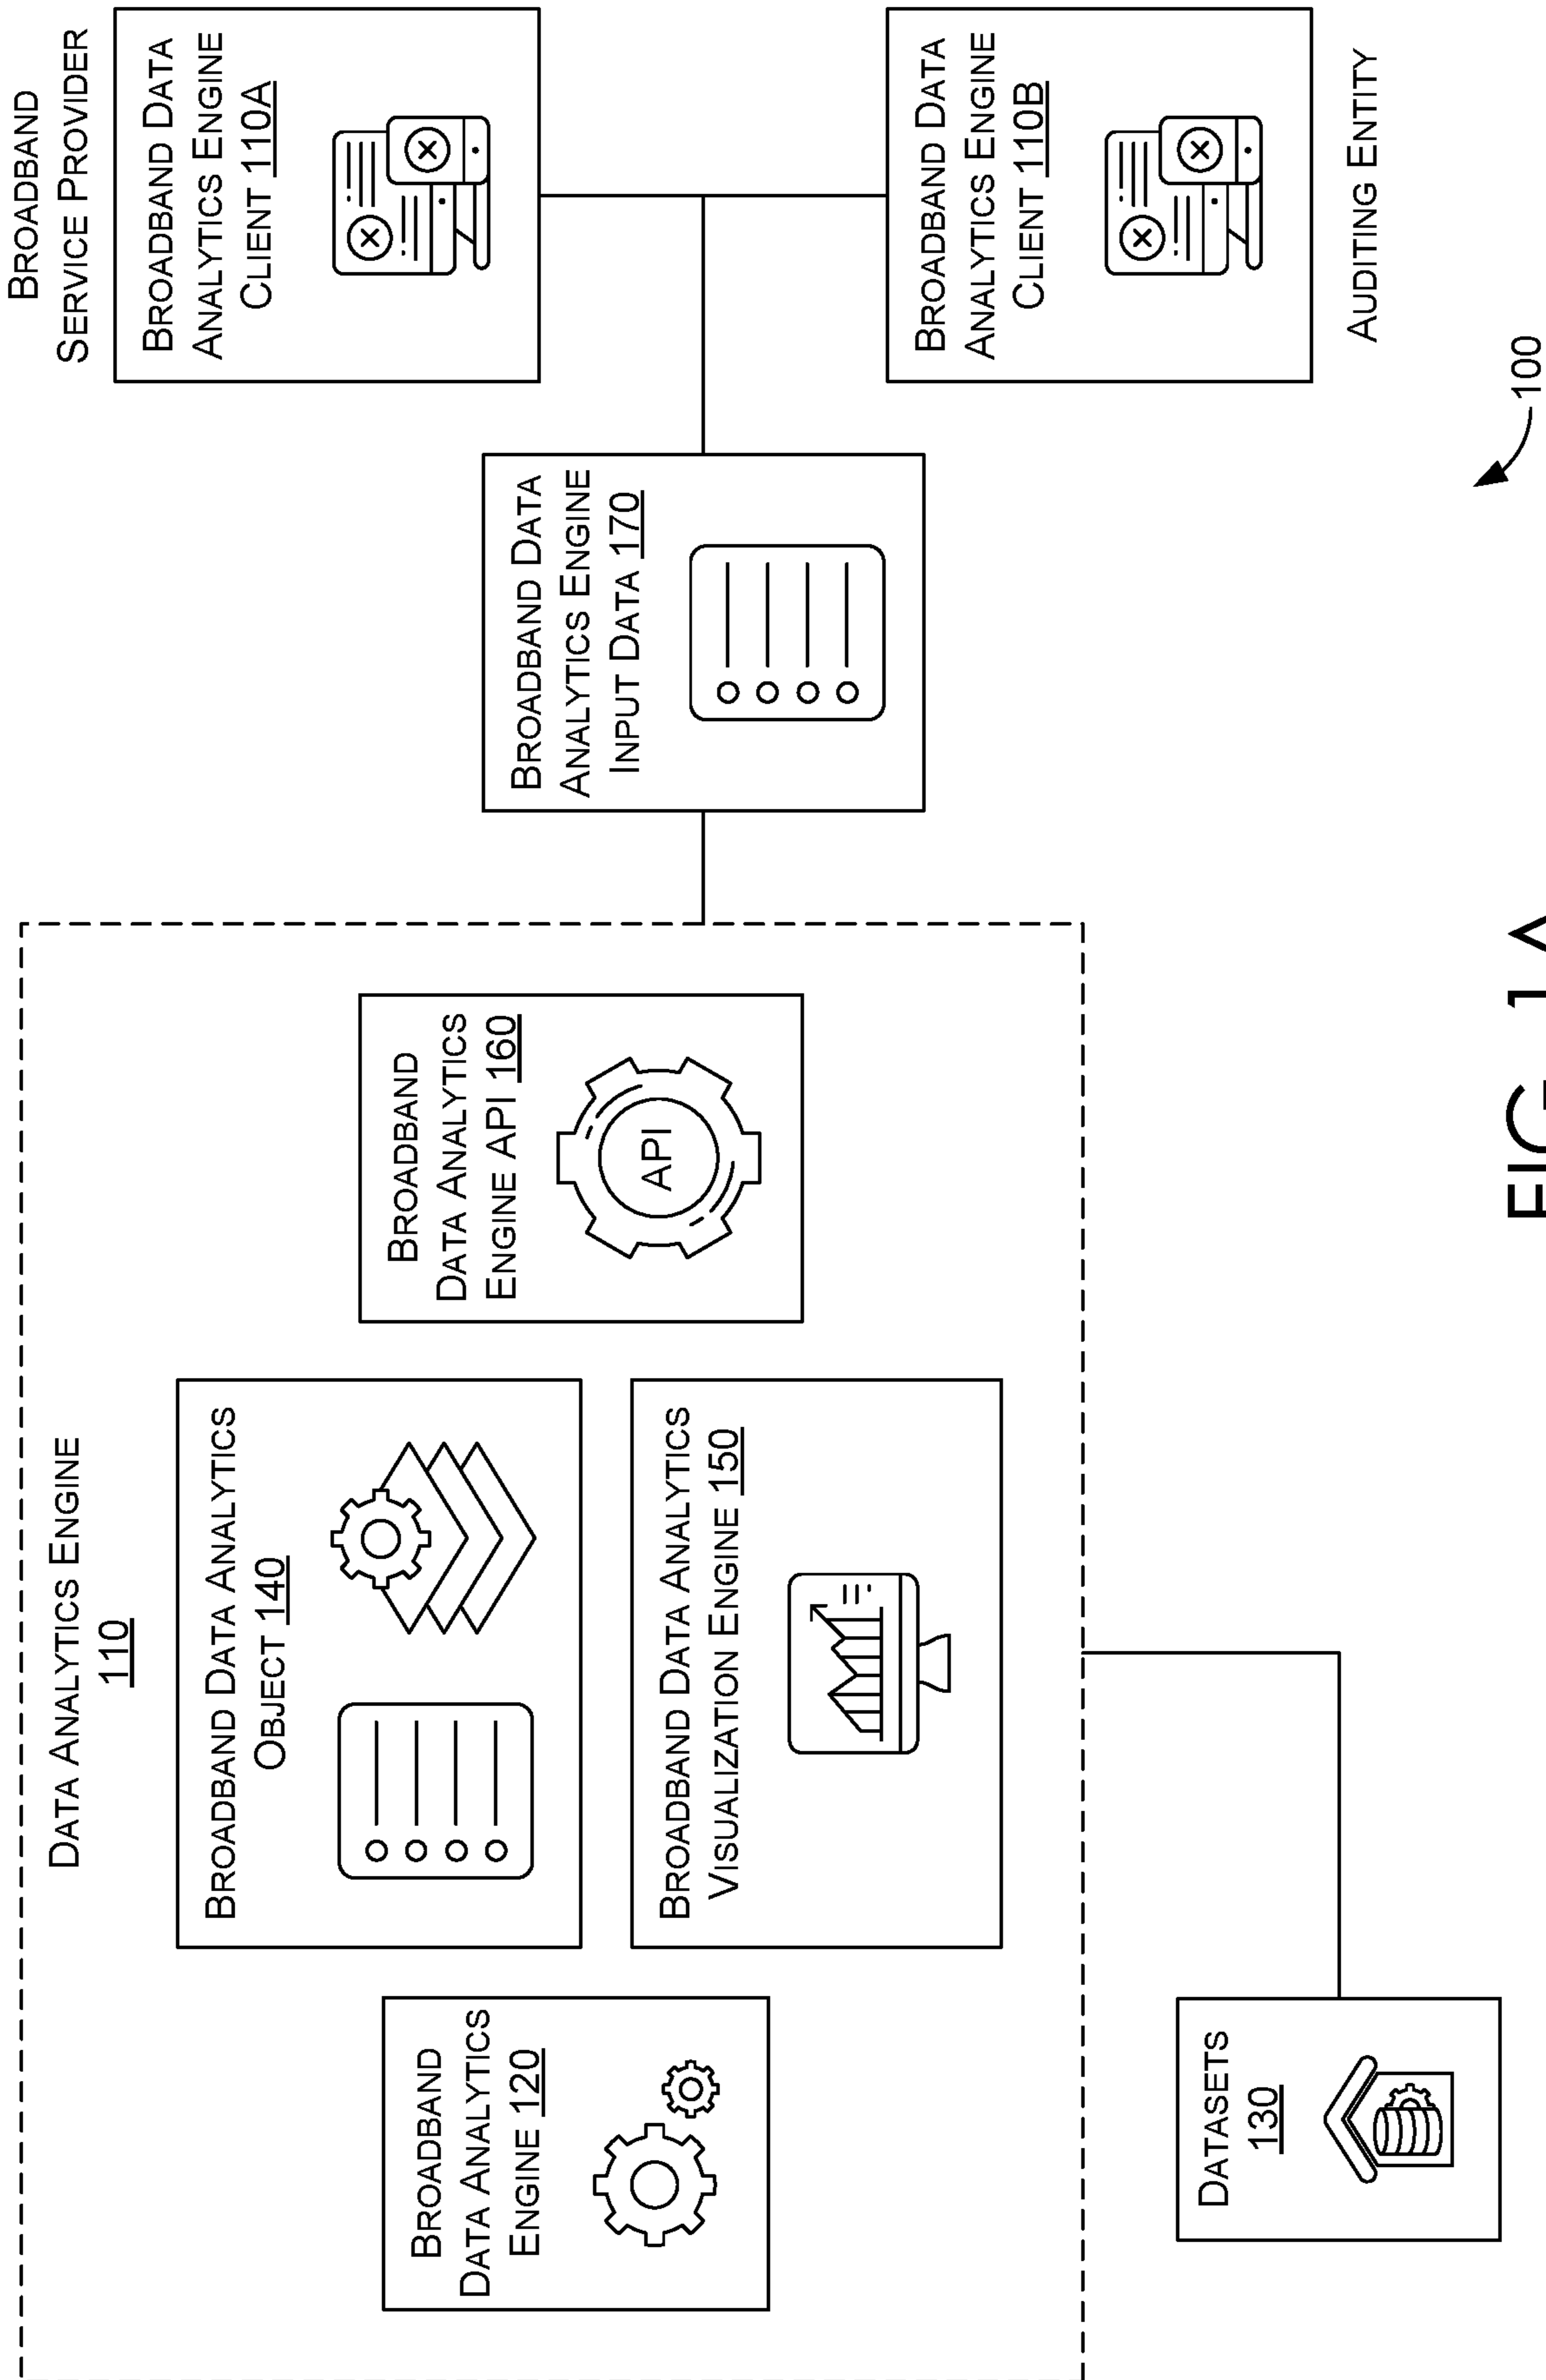 DATA ANALYTICS ENGINE
110
BROADBAND
DATA ANALYTICS
ENGINE 120
BROADBAND DATA ANALYTICS
OBJECT 140
BROADBAND DATA ANALYTICS
VISUALIZATION ENGINE 150
BROADBAND
DATA ANALYTICS
ENGINE API 160
API
BROADBAND DATA
ANALYTICS ENGINE
INPUT DATA 170
BROADBAND
SERVICE PROVIDER
BROADBAND DATA
ANALYTICS ENGINE
CLIENT 110A
BROADBAND DATA
ANALYTICS ENGINE
CLIENT 110B
AUDITING ENTITY
DATASETS
130
100
FIG. 1A